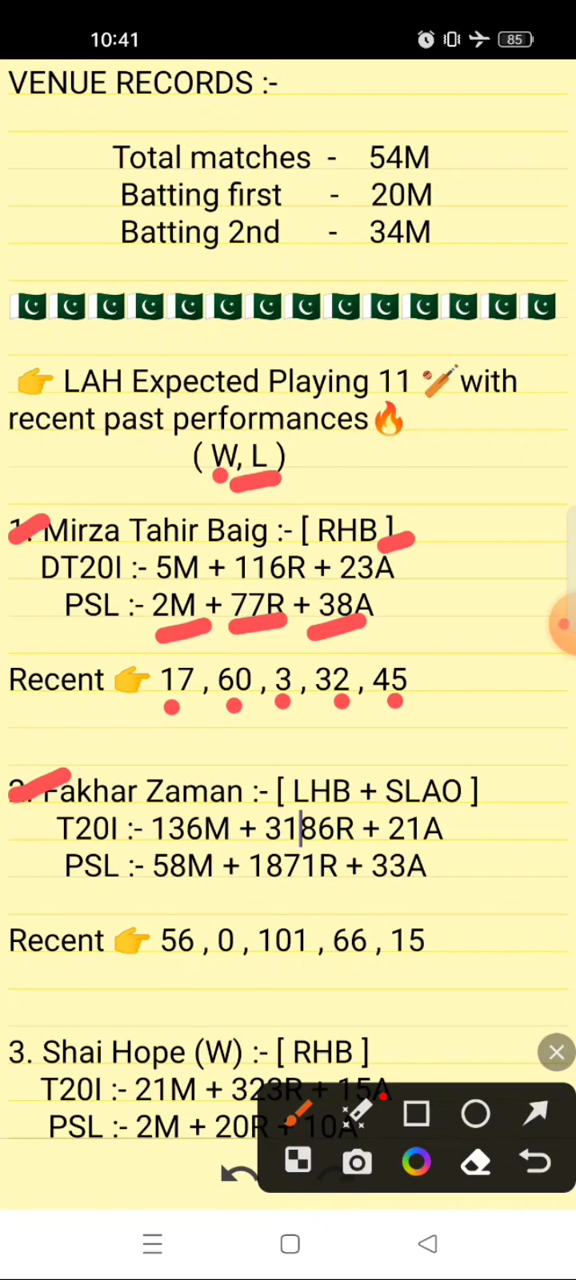 10:41
85
VENUE RECORDS :-
Total matches - 54M
Batting first - 20M
Batting 2nd - 34M
🇵🇰🇵🇰🇵🇰🇵🇰🇵🇰🇵🇰🇵🇰🇵🇰🇵🇰🇵🇰🇵🇰🇵🇰🇵🇰🇵🇰
👉 LAH Expected Playing 11 🏏with
recent past performances🔥
( W, L )
1. Mirza Tahir Baig :- [ RHB ]
DT20I :- 5M + 116R + 23A
PSL :- 2M + 77R + 38A
Recent 👉 17 , 60 , 3 , 32 , 45
2. Fakhar Zaman :- [ LHB + SLAO ]
T20I :- 136M + 3186R + 21A
PSL :- 58M + 1871R + 33A
Recent 👉 56 , 0 , 101 , 66 , 15
3. Shai Hope (W) :- [ RHB ]
T20I :- 21M + 323R + 15A
PSL :- 2M + 20R + 10A